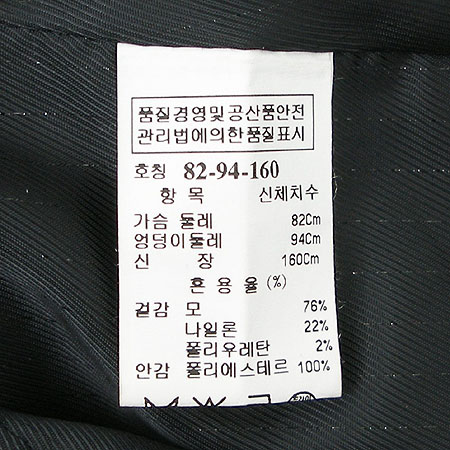 품질경영및공산품안전
관리법에의한품질표시
호칭 82-94-160
항 목 신체치수
가슴 둘레 82Cm
엉덩이둘레 94Cm
신 장 160Cm
혼 용 율 (%)
겉감 모 76%
나일론 22%
폴리우레탄 2%
안감 폴리에스테르 100%